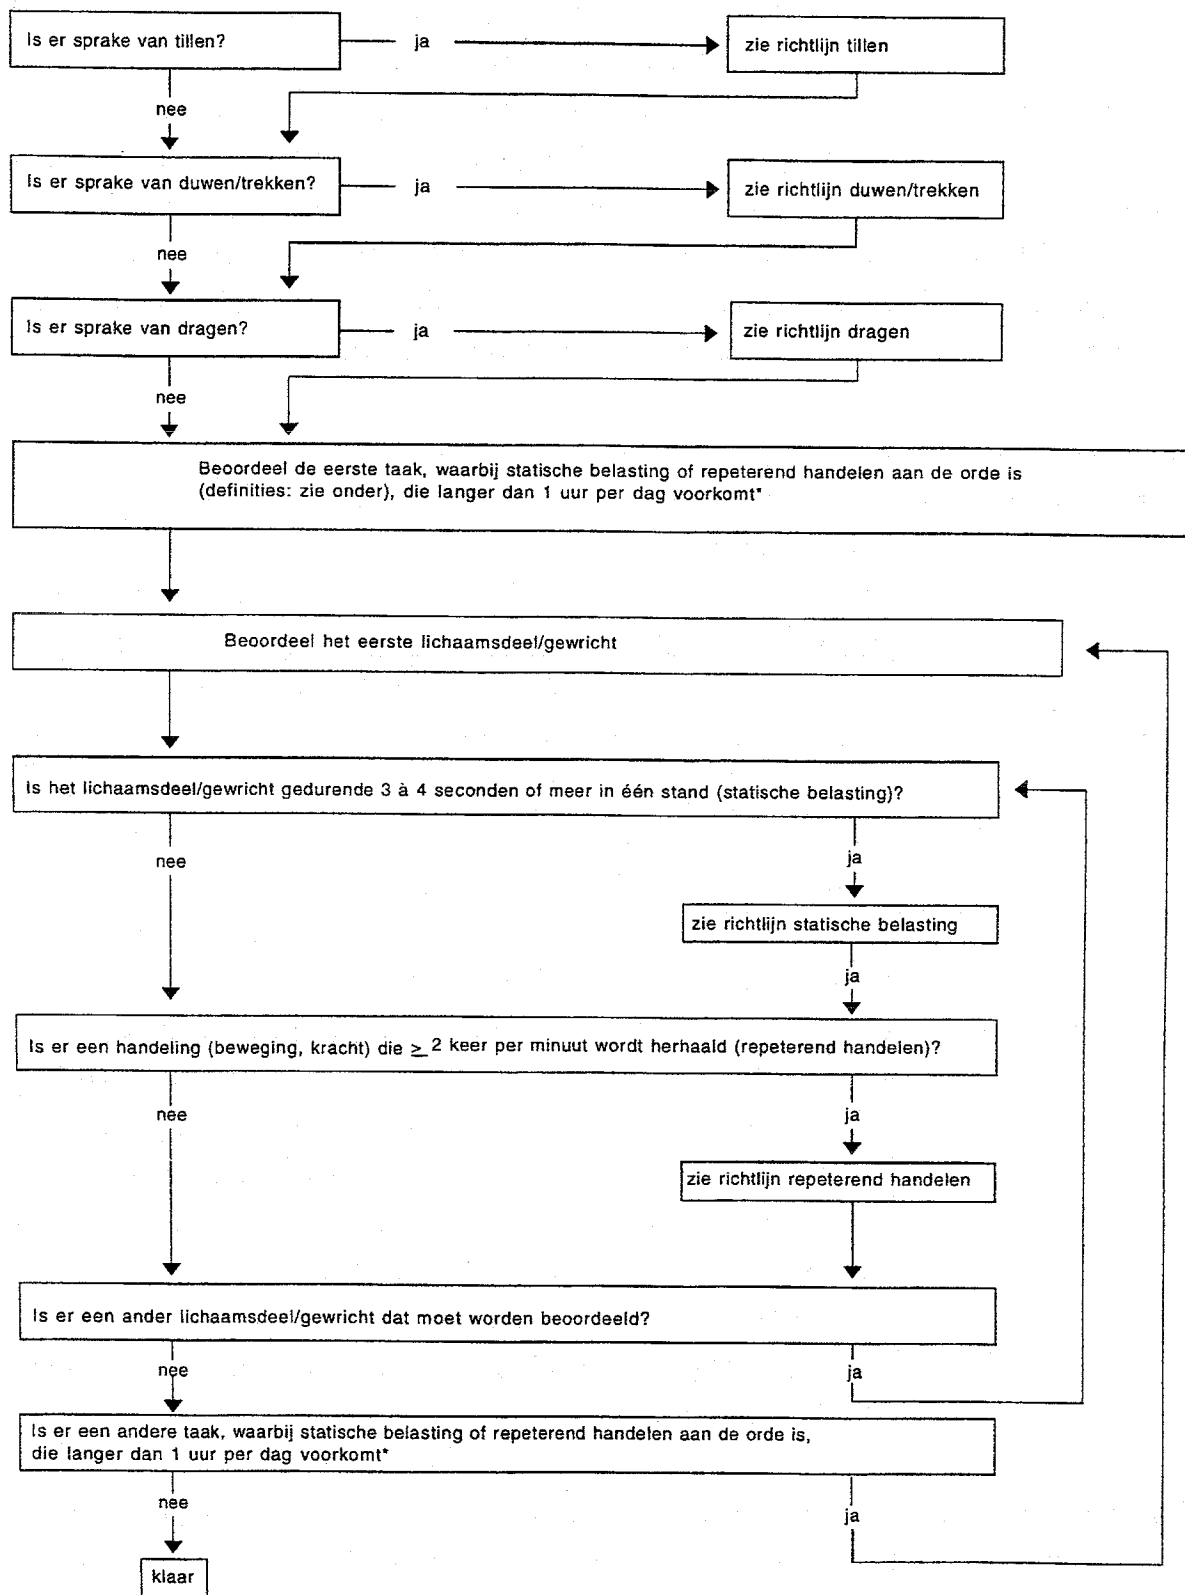 Is er sprake van tillen?
ja
zie richtlijn tillen
nee
Is er sprake van duwen/trekken?
ja
zie richtlijn duwen/trekken
nee
Is er sprake van dragen?
ja
zie richtlijn dragen
nee
Beoordeel de eerste taak, waarbij statische belasting of repeterend handelen aan de orde is
(definities: zie onder), die langer dan 1 uur per dag voorkomt*
Beoordeel het eerste lichaamsdeel/gewricht
Is het lichaamsdeel/gewricht gedurende 3 à 4 seconden of meer in één stand (statische belasting)?
nee
ja
zie richtlijn statische belasting
ja
Is er een handeling (beweging, kracht) die ≥ 2 keer per minuut wordt herhaald (repeterend handelen)?
nee
ja
zie richtlijn repeterend handelen
Is er een ander lichaamsdeel/gewricht dat moet worden beoordeeld?
nee
ja
Is er een andere taak, waarbij statische belasting of repeterend handelen aan de orde is,
die langer dan 1 uur per dag voorkomt*
nee
ja
klaar